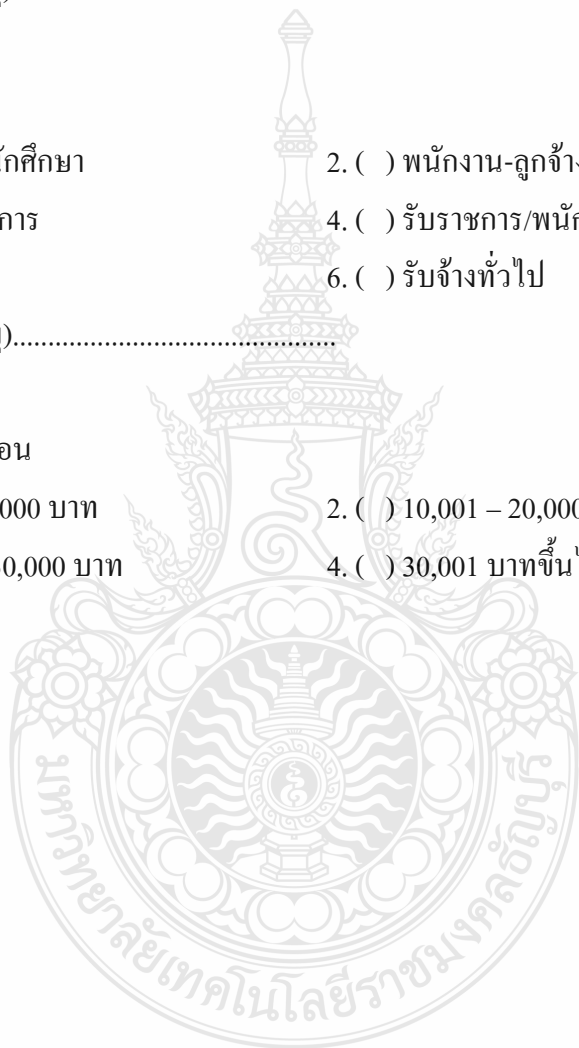 นักศึกษา 2. ( ) พนักงาน-ลูกจ้าง
การ 4. ( ) รับราชการ/พนัก
6. ( ) รับจ้างทั่วไป
)..............................................
อน
,000 บาท 2. ( ) 10,001 – 20,000
0,000 บาท 4. ( ) 30,001 บาทขึ้น
มหาวิทยาลัยเทคโนโลยีราชมงคลธัญบุรี